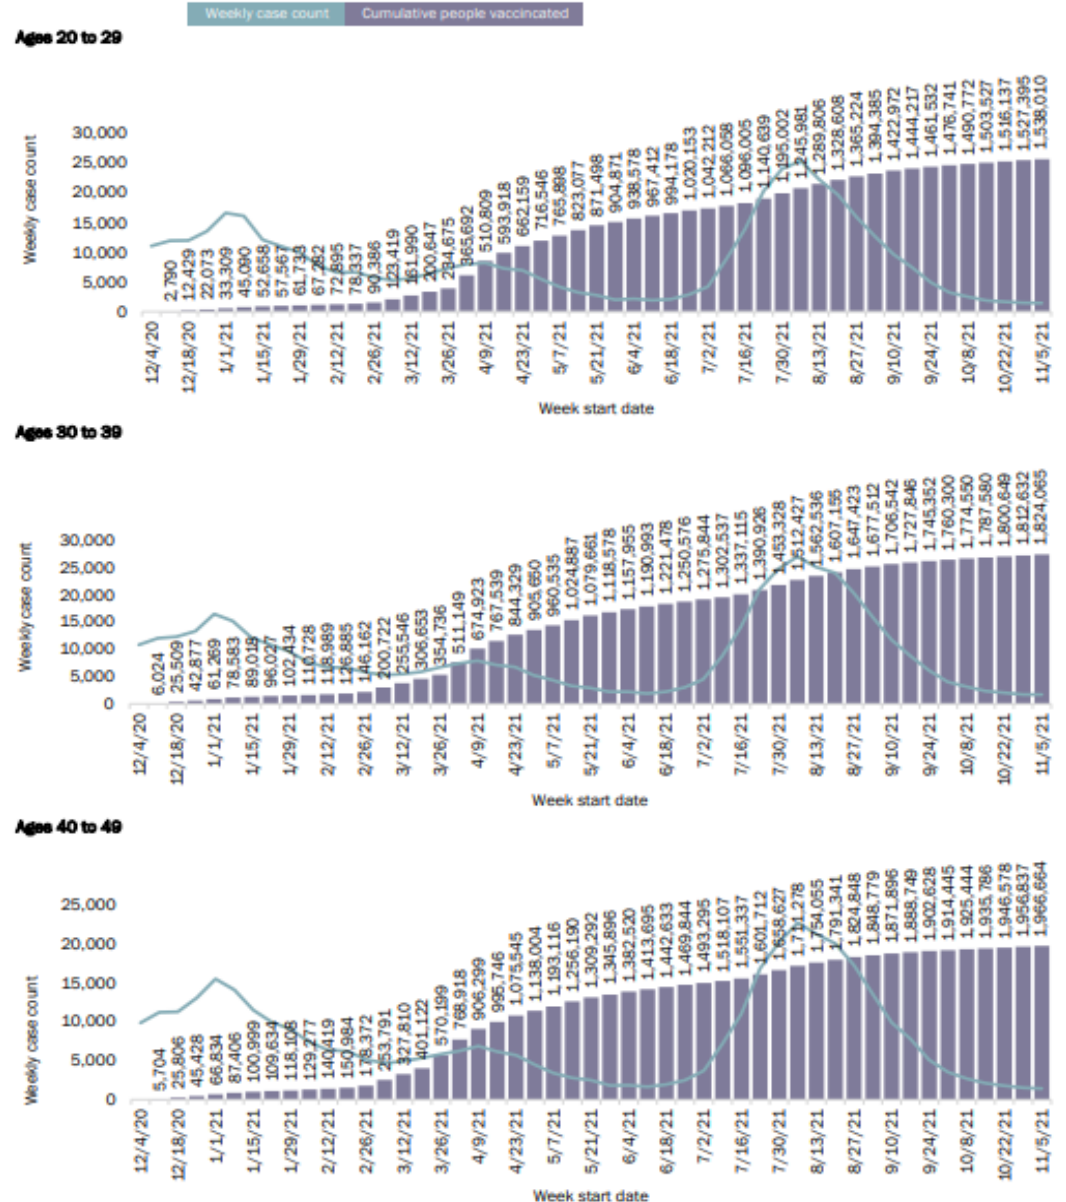 Weekly case count Cumulative people vaccincated
Ages 20 to 29
Weekly case count
30,000
25,000
20,000
15,000
10,000
5,000
0
2,790 12,429 22,073 33,309 45,090 52,658 57,567 61,733 67,282 72,895 78,337 90,386 123,419 161,990 200,647 234,675 365,692 510,809 593,918 662,159 716,546 765,898 823,077 871,498 904,871 938,578 967,412 994,178 1,020,153 1,042,212 1,066,058 1,096,005 1,140,639 1,195,002 1,245,981 1,289,806 1,328,608 1,365,224 1,394,385 1,422,972 1,444,217 1,461,532 1,476,741 1,490,772 1,503,527 1,516,137 1,527,395 1,538,010
12/4/20 12/18/20 1/1/21 1/15/21 1/29/21 2/12/21 2/26/21 3/12/21 3/26/21 4/9/21 4/23/21 5/7/21 5/21/21 6/4/21 6/18/21 7/2/21 7/16/21 7/30/21 8/13/21 8/27/21 9/10/21 9/24/21 10/8/21 10/22/21 11/5/21
Week start date
Ages 30 to 39
Weekly case count
30,000
25,000
20,000
15,000
10,000
5,000
0
6,024 25,509 42,877 61,269 78,583 89,018 96,027 102,434 110,728 118,989 126,885 146,162 200,722 255,546 306,653 354,736 511,149 674,923 767,539 844,329 905,650 960,535 1,024,887 1,079,661 1,118,578 1,157,955 1,190,993 1,221,478 1,250,576 1,275,844 1,302,537 1,337,115 1,390,926 1,453,328 1,512,427 1,562,536 1,607,155 1,647,423 1,677,512 1,706,542 1,727,846 1,745,352 1,760,300 1,774,550 1,787,580 1,800,649 1,812,632 1,824,065
12/4/20 12/18/20 1/1/21 1/15/21 1/29/21 2/12/21 2/26/21 3/12/21 3/26/21 4/9/21 4/23/21 5/7/21 5/21/21 6/4/21 6/18/21 7/2/21 7/16/21 7/30/21 8/13/21 8/27/21 9/10/21 9/24/21 10/8/21 10/22/21 11/5/21
Week start date
Ages 40 to 49
Weekly case count
25,000
20,000
15,000
10,000
5,000
0
5,704 25,806 45,428 66,834 87,406 100,999 109,634 118,108 129,277 140,419 150,984 178,372 253,791 327,810 401,122 570,199 768,918 906,299 995,746 1,075,545 1,138,004 1,193,116 1,256,190 1,309,292 1,345,896 1,382,520 1,413,695 1,442,633 1,469,844 1,493,295 1,518,107 1,551,337 1,601,712 1,658,627 1,754,055 1,791,341 1,824,848 1,848,779 1,871,896 1,888,749 1,902,628 1,914,445 1,925,444 1,935,786 1,946,578 1,956,837 1,966,664
12/4/20 12/18/20 1/1/21 1/15/21 1/29/21 2/12/21 2/26/21 3/12/21 3/26/21 4/9/21 4/23/21 5/7/21 5/21/21 6/4/21 6/18/21 7/2/21 7/16/21 7/30/21 8/13/21 8/27/21 9/10/21 9/24/21 10/8/21 10/22/21 11/5/21
Week start date